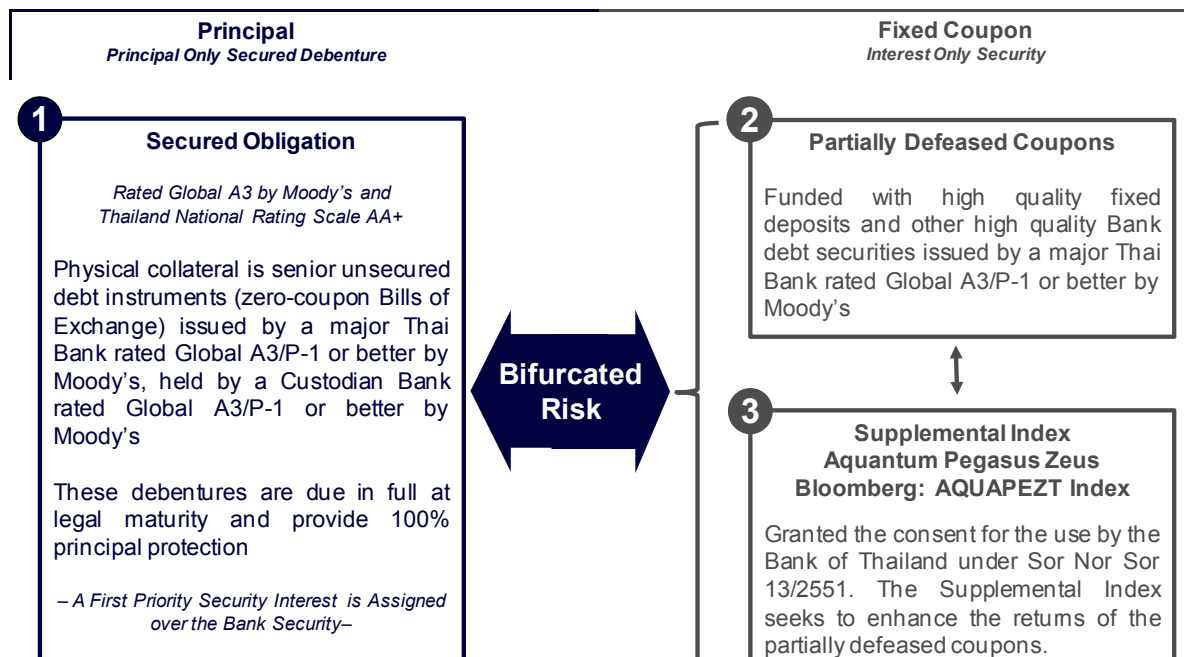 Principal
Principal Only Secured Debenture
Fixed Coupon
Interest Only Security
1
Secured Obligation
Rated Global A3 by Moody's and
Thailand National Rating Scale AA+
Physical collateral is senior unsecured
debt instruments (zero-coupon Bills of
Exchange) issued by a major Thai
Bank rated Global A3/P-1 or better by
Moody's, held by a Custodian Bank
rated Global A3/P-1 or better by
Moody's
These debentures are due in full at
legal maturity and provide 100%
principal protection
– A First Priority Security Interest is Assigned
over the Bank Security–
Bifurcated
Risk
2
Partially Defeased Coupons
Funded with high quality fixed
deposits and other high quality Bank
debt securities issued by a major Thai
Bank rated Global A3/P-1 or better by
Moody's
3
Supplemental Index
Aquantum Pegasus Zeus
Bloomberg: AQUAPEZT Index
Granted the consent for the use by the
Bank of Thailand under Sor Nor Sor
13/2551. The Supplemental Index
seeks to enhance the returns of the
partially defeased coupons.